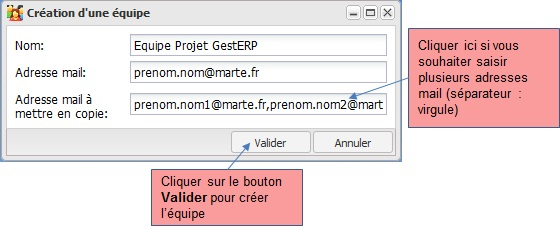 Création d'une équipe
Nom:
Equipe Projet GestERP
Adresse mail:
prenom.nom@marte.fr
Adresse mail à
mettre en copie:
prenom.nom1@marte.fr,prenom.nom2@mart
Valider
Annuler
Cliquer ici si vous
souhaiter saisir
plusieurs adresses
mail (séparateur :
virgule)
Cliquer sur le bouton
Valider pour créer
l'équipe